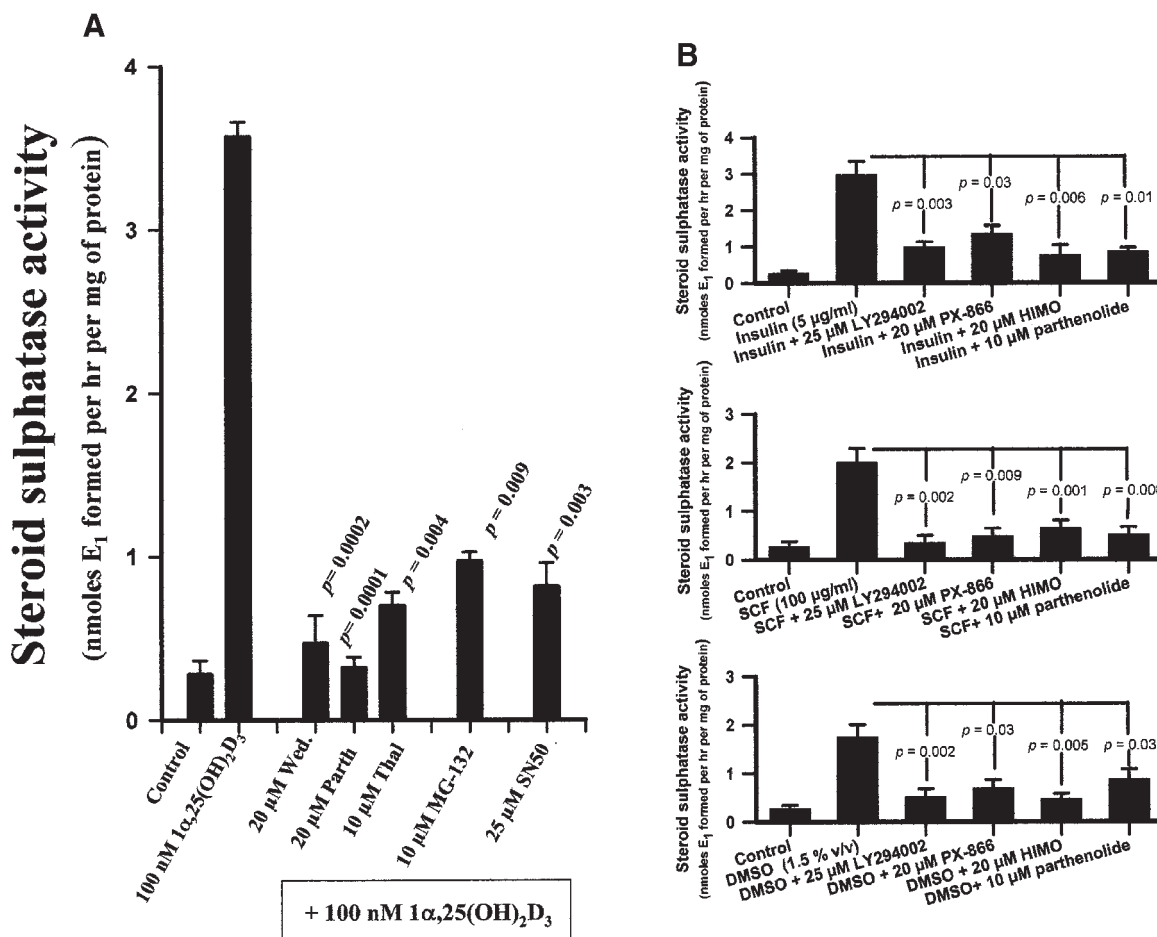 A
Steroid sulphatase activity
(nmoles E₁ formed per hr per mg of protein)
4
3
2
1
0
p= 0.0002
p= 0.0001
p = 0.004
p = 0.009
p = 0.003
Control
100 nM 1α,25(OH)₂D₃
20 µM Wed.
20 µM Parth
10 µM Thal
10 µM MG-132
25 µM SN50
+ 100 nM 1α,25(OH)₂D₃
B
Steroid sulphatase activity
(nmoles E₁ formed per hr per mg of protein)
4
3
2
1
0
p = 0.003
p = 0.03
p = 0.006
p = 0.01
Control
Insulin (5 µg/ml)
Insulin + 25 µM LY294002
Insulin + 20 µM PX-866
Insulin + 20 µM HIMO
Insulin + 10 µM parthenolide
Steroid sulphatase activity
(nmoles E₁ formed per hr per mg of protein)
3
2
1
0
p = 0.002
p = 0.009
p = 0.001
p = 0.008
Control
SCF (100 µg/ml)
SCF + 25 µM LY294002
SCF+ 20 µM PX-866
SCF + 20 µM HIMO
SCF+ 10 µM parthenolide
Steroid sulphatase activity
(nmoles E₁ formed per hr per mg of protein)
3
2
1
0
p = 0.002
p = 0.03
p = 0.005
p = 0.03
Control
DMSO (1.5 % v/v)
DMSO + 25 µM LY294002
DMSO + 20 µM PX-866
DMSO + 20 µM HIMO
DMSO+ 10 µM parthenolide